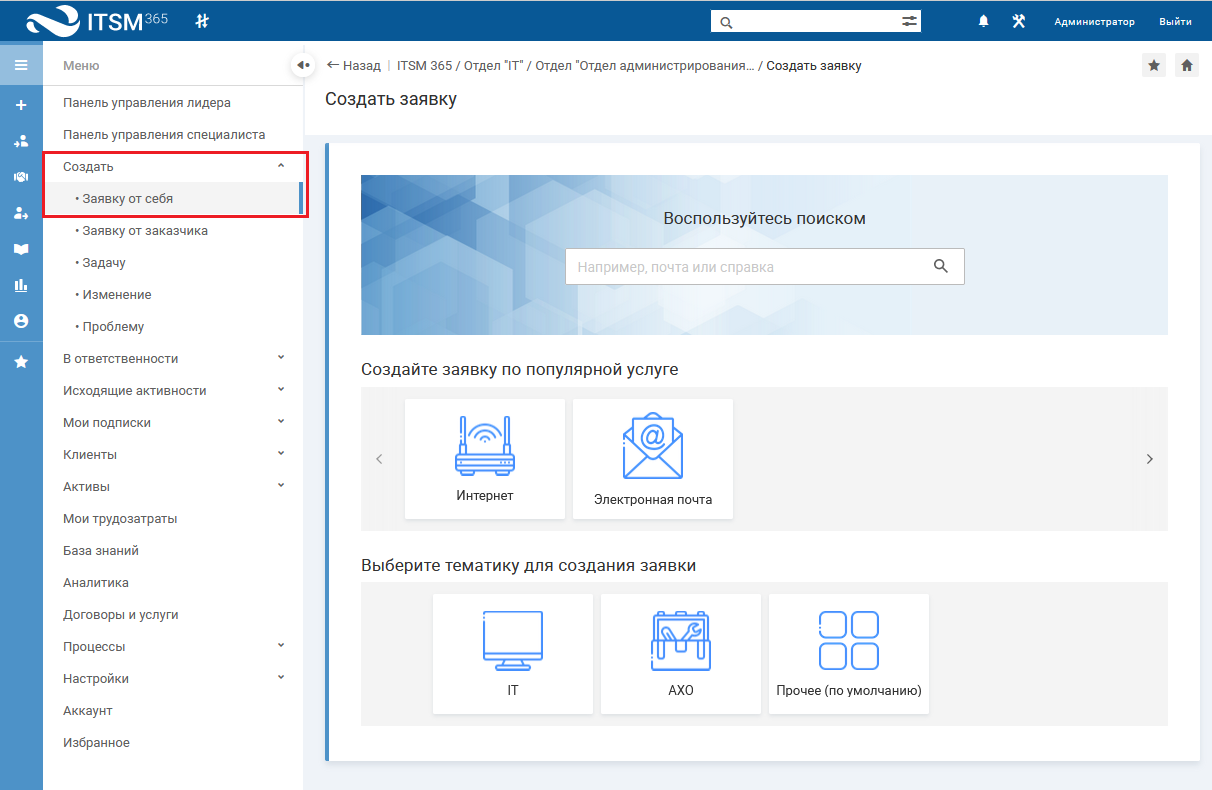 ITSM 365
Администратор
Выйти
Меню
Панель управления лидера
Панель управления специалиста
Создать
• Заявку от себя
• Заявку от заказчика
• Задачу
• Изменение
• Проблему
В ответственности
Исходящие активности
Мои подписки
Клиенты
Активы
Мои трудозатраты
База знаний
Аналитика
Договоры и услуги
Процессы
Настройки
Аккаунт
Избранное
← Назад | ITSM 365 / Отдел "IT" / Отдел "Отдел администрирования... / Создать заявку
Создать заявку
Воспользуйтесь поиском
Например, почта или справка
Создайте заявку по популярной услуге
Интернет
Электронная почта
Выберите тематику для создания заявки
IT
АХО
Прочее (по умолчанию)